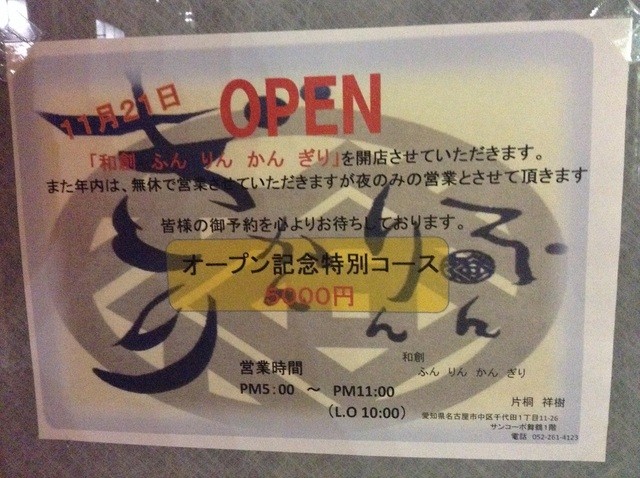 11月21日
OPEN
「和創 ふん りん かん ぎり」を開店させていただきます。
また年内は、無休で営業させていただきますが夜のみの営業とさせて頂きます
皆様の御予約を心よりお待ちしております。
オープン記念特別コース
5000円
営業時間
PM5:00 ～ PM11:00
(L.O 10:00)
和創
ふん りん かん ぎり
片桐 祥樹
愛知県名古屋市中区千代田1丁目11-26
サンコーポ舞鶴1階
電話 052-261-4123